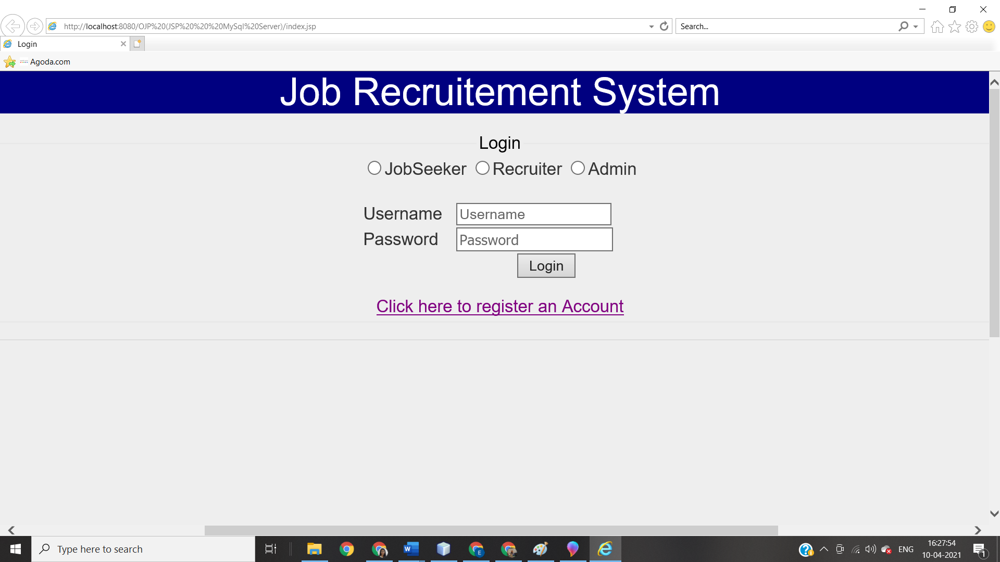 http://localhost:8080/OJP%20(JSP%20%20%20MySql%20Server)/index.jsp
Search...
Login
Agoda.com
Job Recruitement System
Login
JobSeeker Recruiter Admin
Username Username
Password Password
Login
Click here to register an Account
Type here to search
ENG
16:27:54
10-04-2021
1